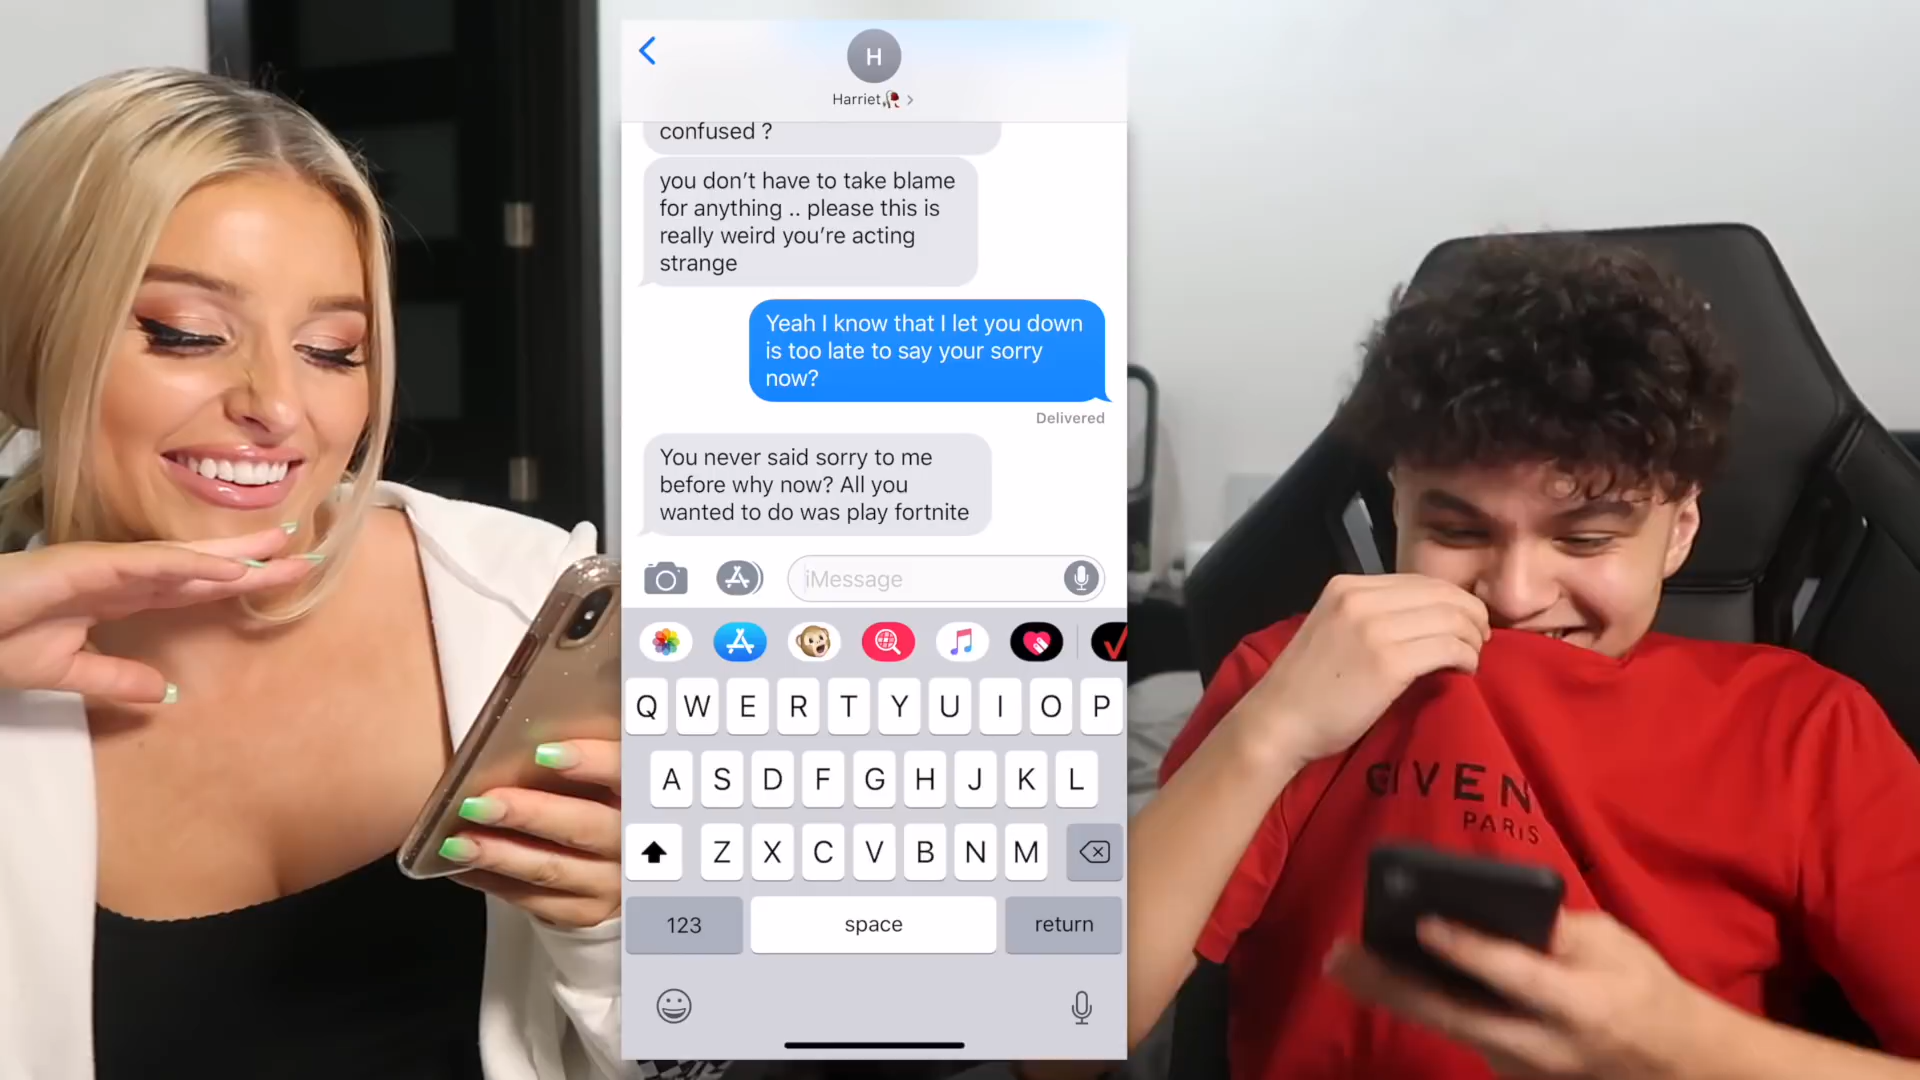 H
Harriet🥀 >
confused ?
you don’t have to take blame
for anything .. please this is
really weird you’re acting
strange
Yeah I know that I let you down
is too late to say your sorry
now?
Delivered
You never said sorry to me
before why now? All you
wanted to do was play fortnite
iMessage
Q W E R T Y U I O P
A S D F G H J K L
Z X C V B N M
123 space return
GIVEN
PARIS